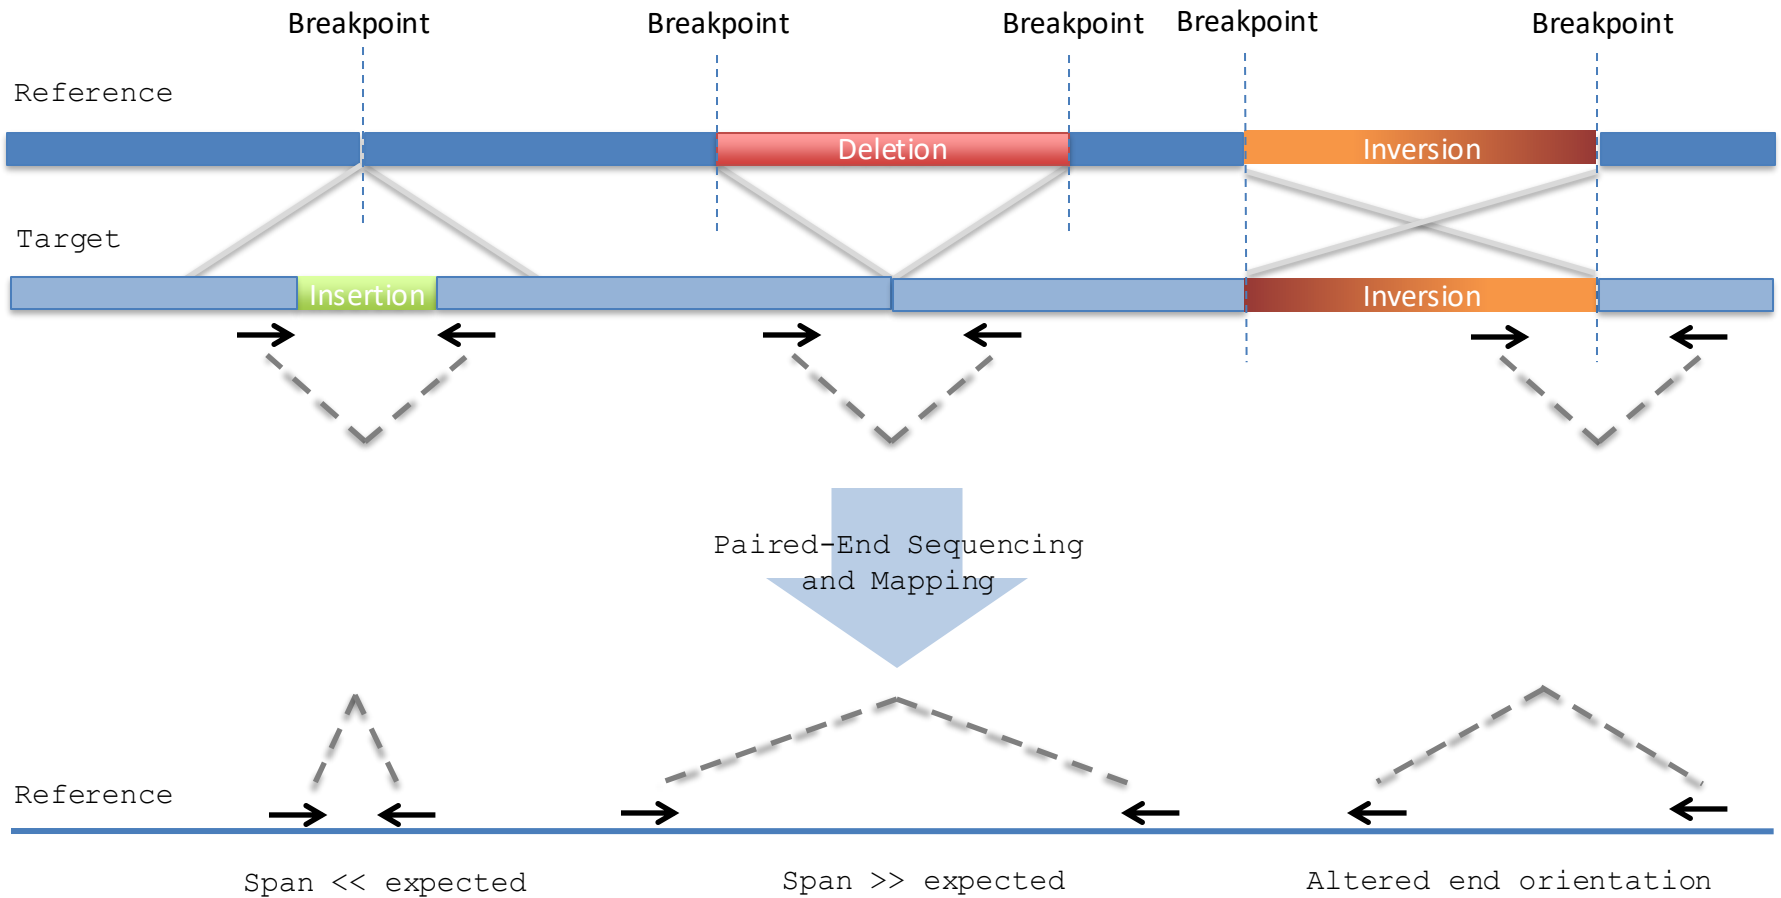 Breakpoint Breakpoint Breakpoint Breakpoint Breakpoint
Reference
Deletion Inversion
Target
Insertion Inversion
Paired-End Sequencing
and Mapping
Reference
Span << expected Span >> expected Altered end orientation